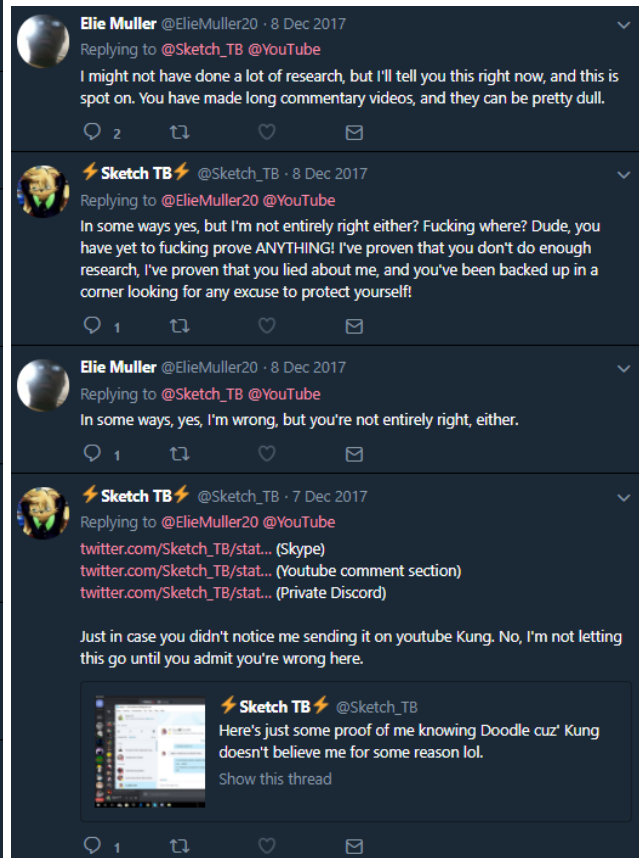 Elie Muller @ElieMuller20 · 8 Dec 2017
Replying to @Sketch_TB @YouTube
I might not have done a lot of research, but I'll tell you this right now, and this is
spot on. You have made long commentary videos, and they can be pretty dull.
2
⚡Sketch TB⚡ @Sketch_TB · 8 Dec 2017
Replying to @ElieMuller20 @YouTube
In some ways yes, but I'm not entirely right either? Fucking where? Dude, you
have yet to fucking prove ANYTHING! I've proven that you don't do enough
research, I've proven that you lied about me, and you've been backed up in a
corner looking for any excuse to protect yourself!
1
Elie Muller @ElieMuller20 · 8 Dec 2017
Replying to @Sketch_TB @YouTube
In some ways, yes, I'm wrong, but you're not entirely right, either.
1
⚡Sketch TB⚡ @Sketch_TB · 7 Dec 2017
Replying to @ElieMuller20 @YouTube
twitter.com/Sketch_TB/stat... (Skype)
twitter.com/Sketch_TB/stat... (Youtube comment section)
twitter.com/Sketch_TB/stat... (Private Discord)
Just in case you didn't notice me sending it on youtube Kung. No, I'm not letting
this go until you admit you're wrong here.
⚡Sketch TB⚡ @Sketch_TB
Here's just some proof of me knowing Doodle cuz' Kung
doesn't believe me for some reason lol.
Show this thread
1